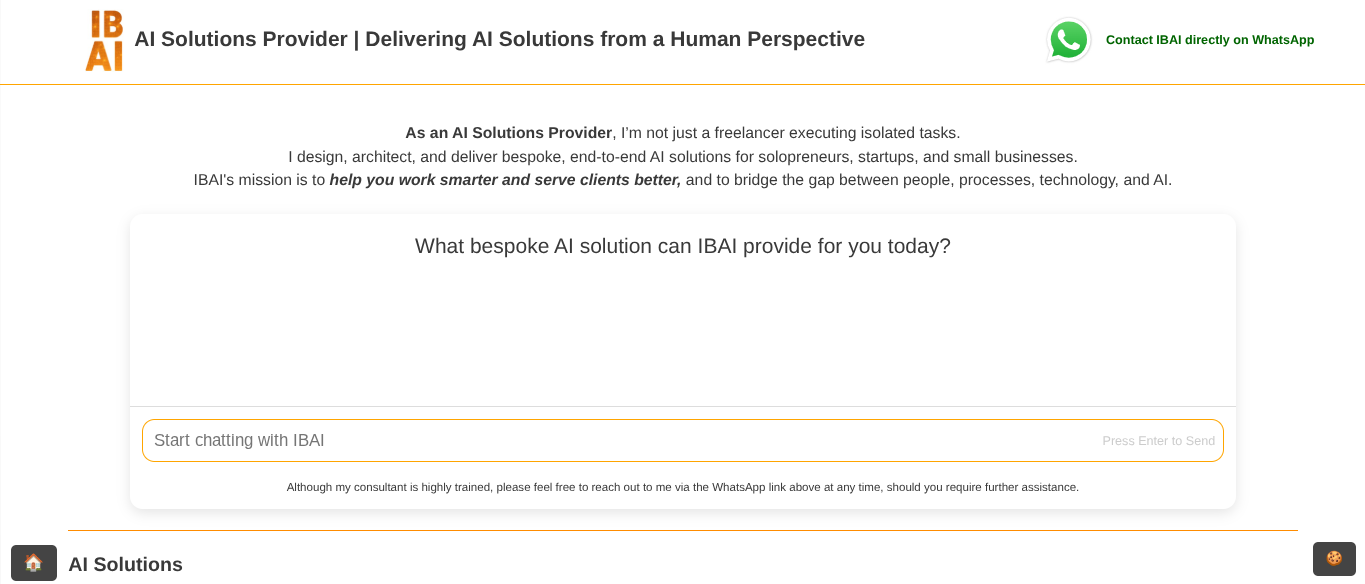 IB
AI
AI Solutions Provider | Delivering AI Solutions from a Human Perspective
Contact IBAI directly on WhatsApp
As an AI Solutions Provider, I’m not just a freelancer executing isolated tasks.
I design, architect, and deliver bespoke, end-to-end AI solutions for solopreneurs, startups, and small businesses.
IBAI's mission is to help you work smarter and serve clients better, and to bridge the gap between people, processes, technology, and AI.
What bespoke AI solution can IBAI provide for you today?
Start chatting with IBAI
Press Enter to Send
Although my consultant is highly trained, please feel free to reach out to me via the WhatsApp link above at any time, should you require further assistance.
AI Solutions